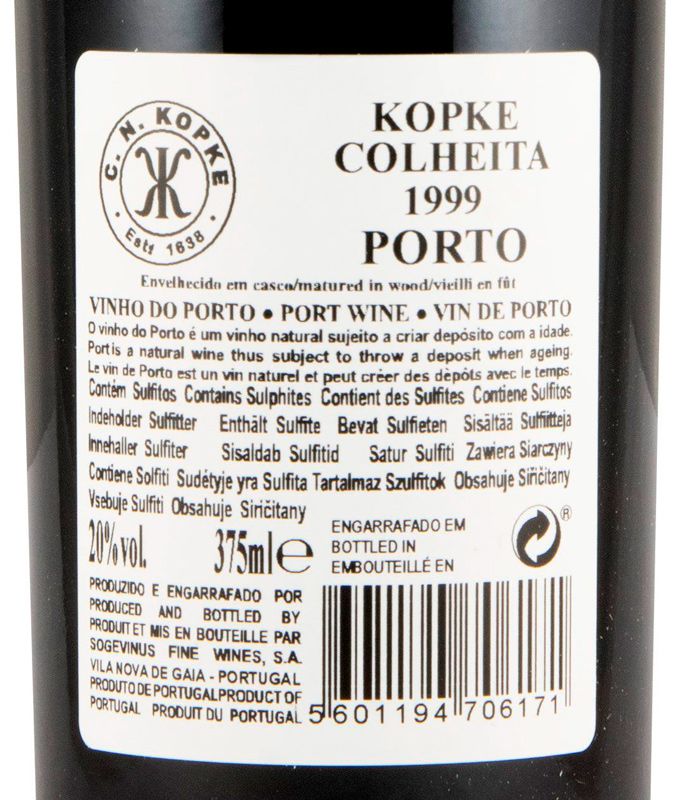 C. N. KOPKE
Estd 1638
KOPKE
COLHEITA
1999
PORTO
Envelhecido em casco/matured in wood/vieilli en fût
VINHO DO PORTO • PORT WINE • VIN DE PORTO
O vinho do Porto é um vinho natural sujeito a criar depósito com a idade.
Port is a natural wine thus subject to throw a deposit when ageing.
Le vin de Porto est un vin naturel et peut créer des dèpôts avec le temps.
Contém Sulfitos Contains Sulphites Contient des Sulfites Contiene Sulfitos
Indeholder Sulfitter Enthält Sulfite Bevat Sulfieten Sisältää Sulfiitteja
Innehaller Sulfiter Sisaldab Sulfitid Satur Sulfiti Zawiera Siarczyny
Contiene Solfiti Sudétyje yra Sulfita Tartalmaz Szulfitok Obsahuje Siřičitany
Vsebuje Sulfiti Obsahuje Siričitany
20% vol. 375ml e
ENGARRAFADO EM
BOTTLED IN
EMBOUTEILLÉ EN
®
PRODUZIDO E ENGARRAFADO POR
PRODUCED AND BOTTLED BY
PRODUIT ET MIS EN BOUTEILLE PAR
SOGEVINUS FINE WINES, S.A.
VILA NOVA DE GAIA - PORTUGAL
PRODUTO DE PORTUGAL PRODUCT OF
PORTUGAL PRODUIT DU PORTUGAL
5 601194 706171